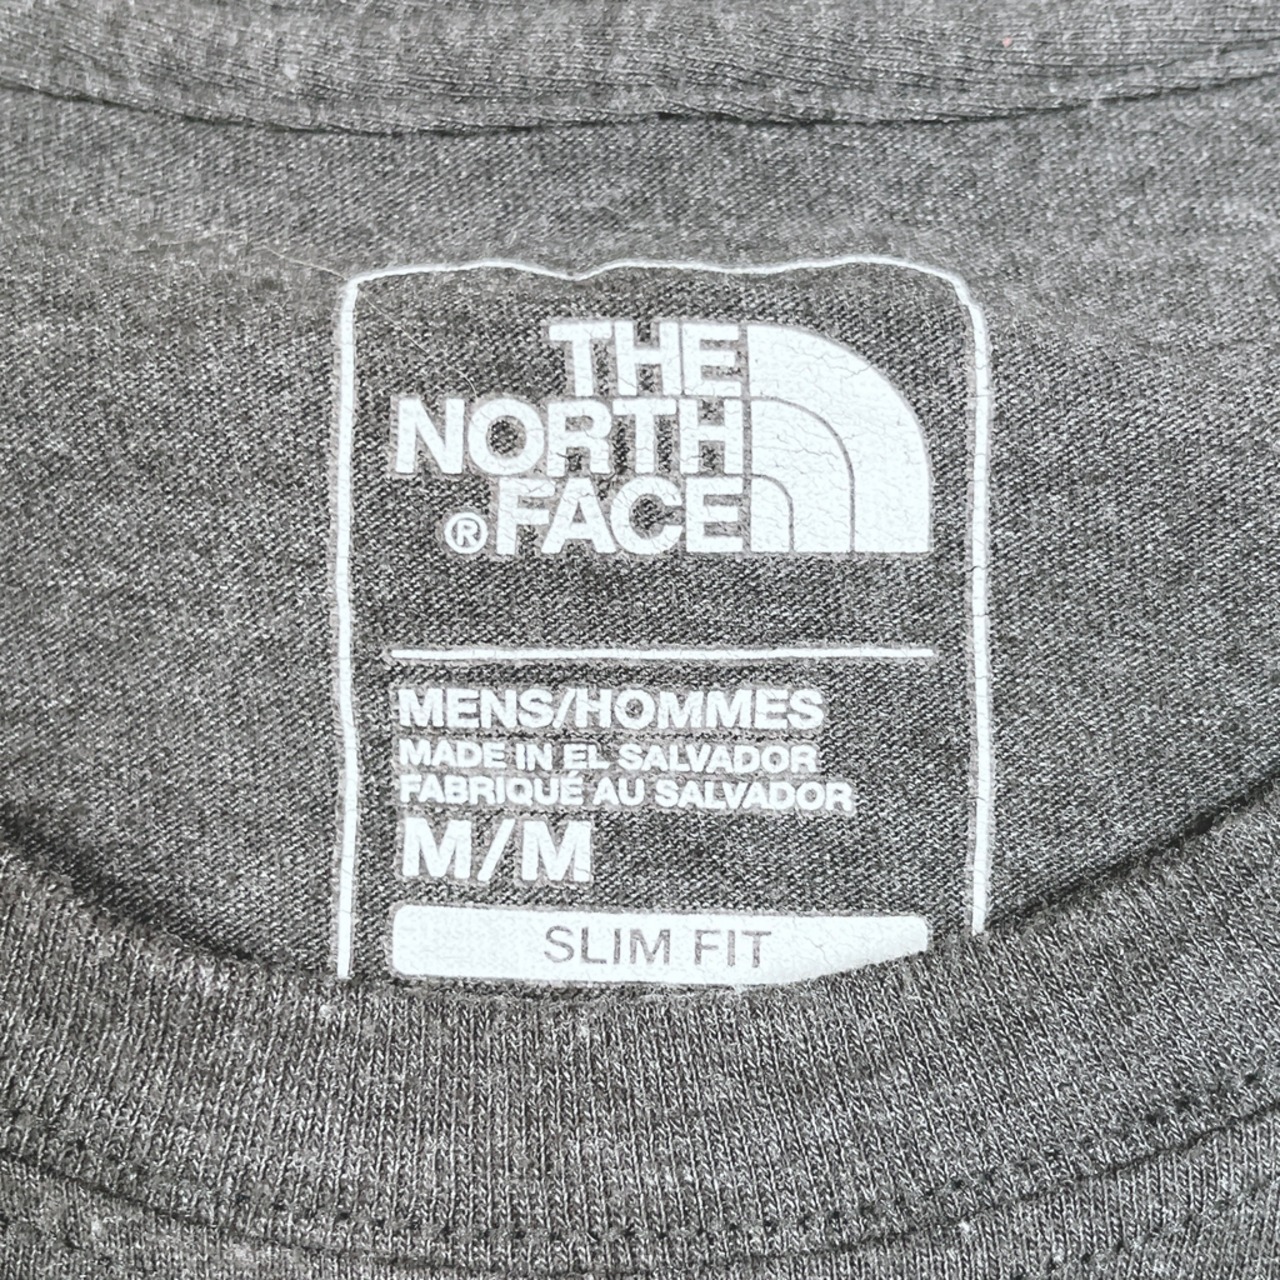 THE
NORTH
®FACE
MENS/HOMMES
MADE IN EL SALVADOR
FABRIQUÉ AU SALVADOR
M/M
SLIM FIT